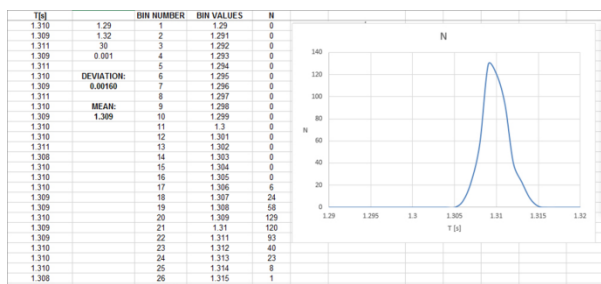 T[s] BIN NUMBER BIN VALUES N
1.310 1.29 1 1.29 0
1.309 1.32 2 1.291 0
1.311 30 3 1.292 0
1.309 0.001 4 1.293 0
1.311 5 1.294 0
1.310 DEVIATION: 6 1.295 0
1.309 0.00160 7 1.296 0
1.311 8 1.297 0
1.310 MEAN: 9 1.298 0
1.309 1.309 10 1.299 0
1.310 11 1.3 0
1.310 12 1.301 0
1.311 13 1.302 0
1.308 14 1.303 0
1.310 15 1.304 0
1.310 16 1.305 0
1.310 17 1.306 6
1.309 18 1.307 24
1.309 19 1.308 58
1.310 20 1.309 129
1.309 21 1.31 120
1.309 22 1.311 93
1.310 23 1.312 40
1.310 24 1.313 23
1.310 25 1.314 8
1.308 26 1.315 1
N
140
120
100
80
60
40
20
0
N
1.29 1.295 1.3 1.305 1.31 1.315 1.32
T [s]